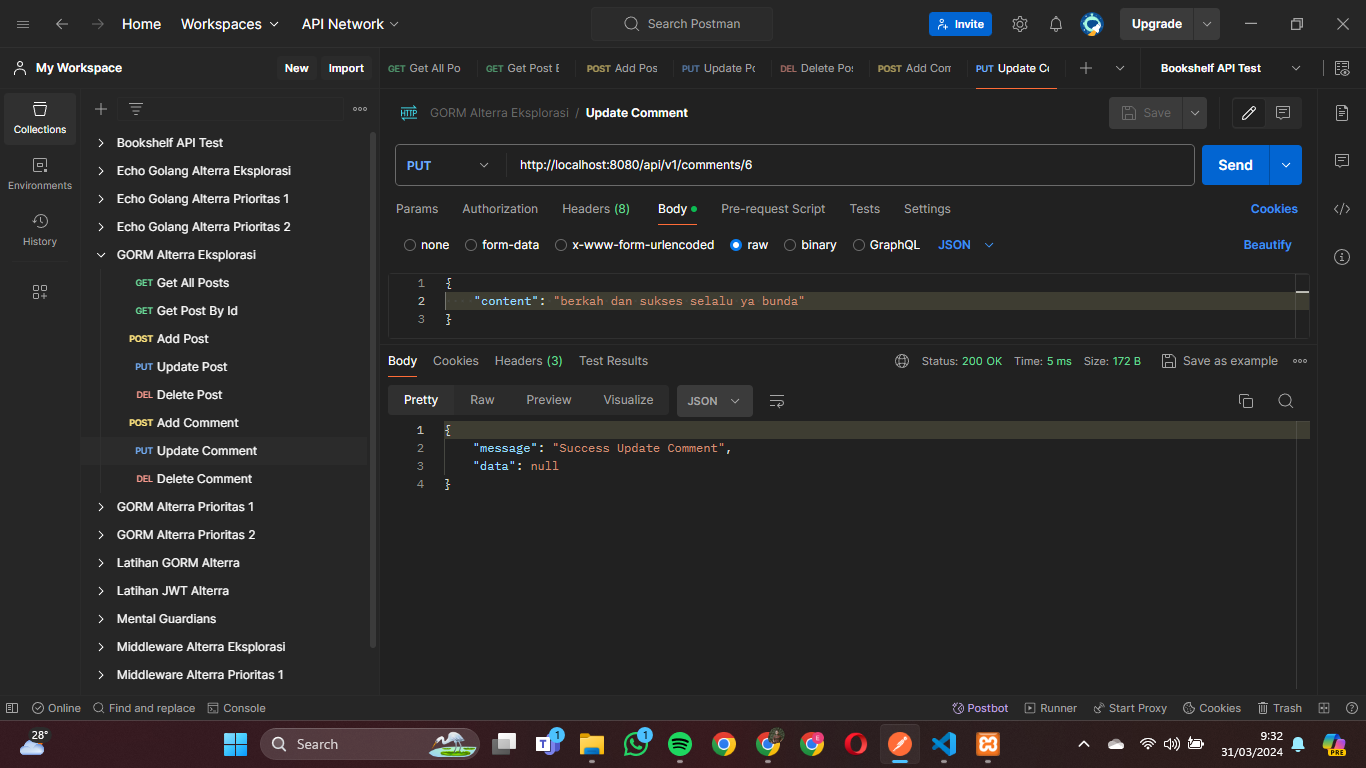 Home Workspaces API Network Search Postman Invite Upgrade
My Workspace New Import
GET Get All Po GET Get Post E POST Add Pos PUT Update Po DEL Delete Pos POST Add Com PUT Update Co Bookshelf API Test
Collections
Environments
History
Bookshelf API Test
Echo Golang Alterra Eksplorasi
Echo Golang Alterra Prioritas 1
Echo Golang Alterra Prioritas 2
GORM Alterra Eksplorasi
GET Get All Posts
GET Get Post By Id
POST Add Post
PUT Update Post
DEL Delete Post
POST Add Comment
PUT Update Comment
DEL Delete Comment
GORM Alterra Prioritas 1
GORM Alterra Prioritas 2
Latihan GORM Alterra
Latihan JWT Alterra
Mental Guardians
Middleware Alterra Eksplorasi
Middleware Alterra Prioritas 1
HTTP GORM Alterra Eksplorasi / Update Comment Save
PUT http://localhost:8080/api/v1/comments/6 Send
Params Authorization Headers (8) Body Pre-request Script Tests Settings Cookies
none form-data x-www-form-urlencoded raw binary GraphQL JSON Beautify
1 {
2 "content": "berkah dan sukses selalu ya bunda"
3 }
Body Cookies Headers (3) Test Results Status: 200 OK Time: 5 ms Size: 172 B Save as example
Pretty Raw Preview Visualize JSON
1 {
2 "message": "Success Update Comment",
3 "data": null
4 }
Online Find and replace Console Postbot Runner Start Proxy Cookies Trash
28° Search 1 1 9:32 PRE
31/03/2024